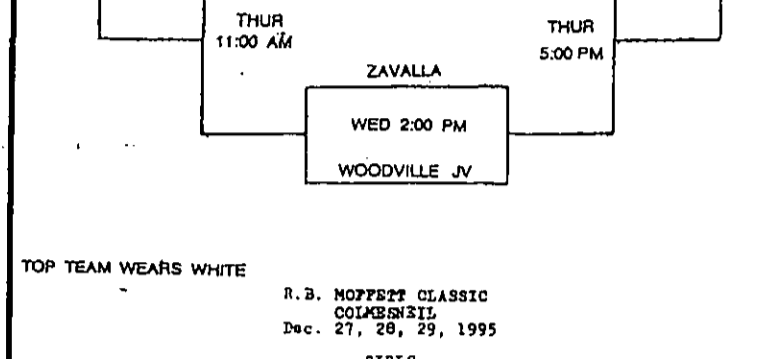 THUR
11:00 AM
THUR
5:00 PM
ZAVALLA
WED 2:00 PM
WOODVILLE JV
TOP TEAM WEARS WHITE
R.B. MOFFETT CLASSIC
COLMESNEIL
Dec. 27, 28, 29, 1995